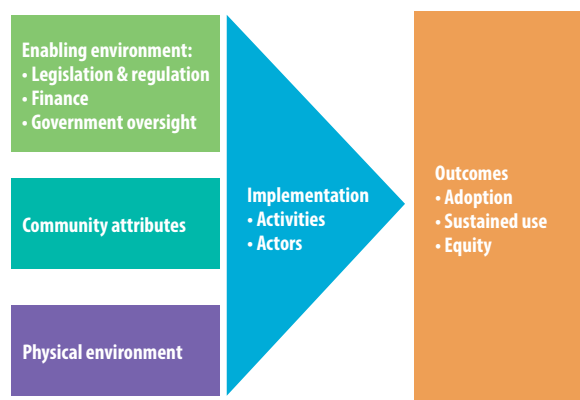 Enabling environment:
• Legislation & regulation
• Finance
• Government oversight
Community attributes
Physical environment
Implementation
• Activities
• Actors
Outcomes
• Adoption
• Sustained use
• Equity